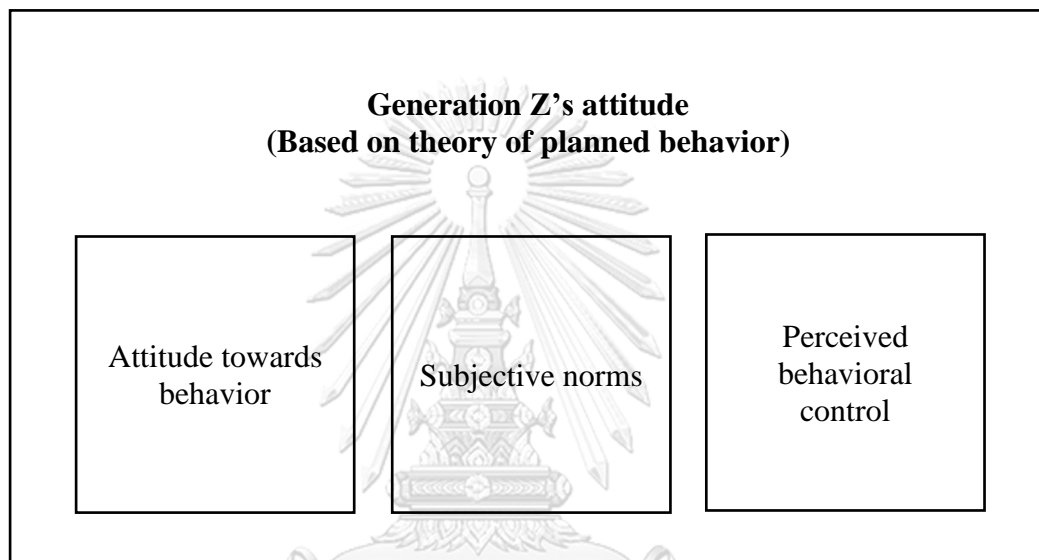 Generation Z’s attitude
(Based on theory of planned behavior)
Attitude towards
behavior
Subjective norms
Perceived
behavioral
control